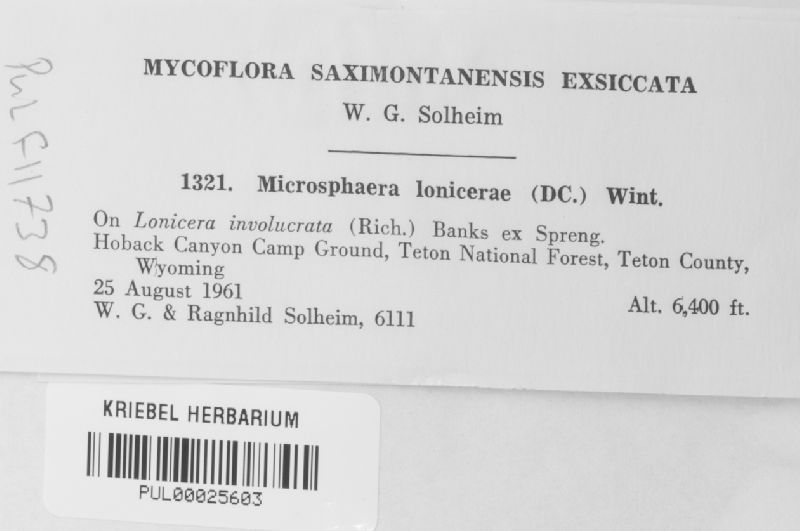 MYCOFLORA SAXIMONTANENSIS EXSICCATA
W. G. Solheim
1321. Microsphaera lonicerae (DC.) Wint.
On Lonicera involucrata (Rich.) Banks ex Spreng.
Hoback Canyon Camp Ground, Teton National Forest, Teton County,
Wyoming
25 August 1961
Alt. 6,400 ft.
W. G. & Ragnhild Solheim, 6111
PUL F11738
KRIEBEL HERBARIUM
PUL00025603